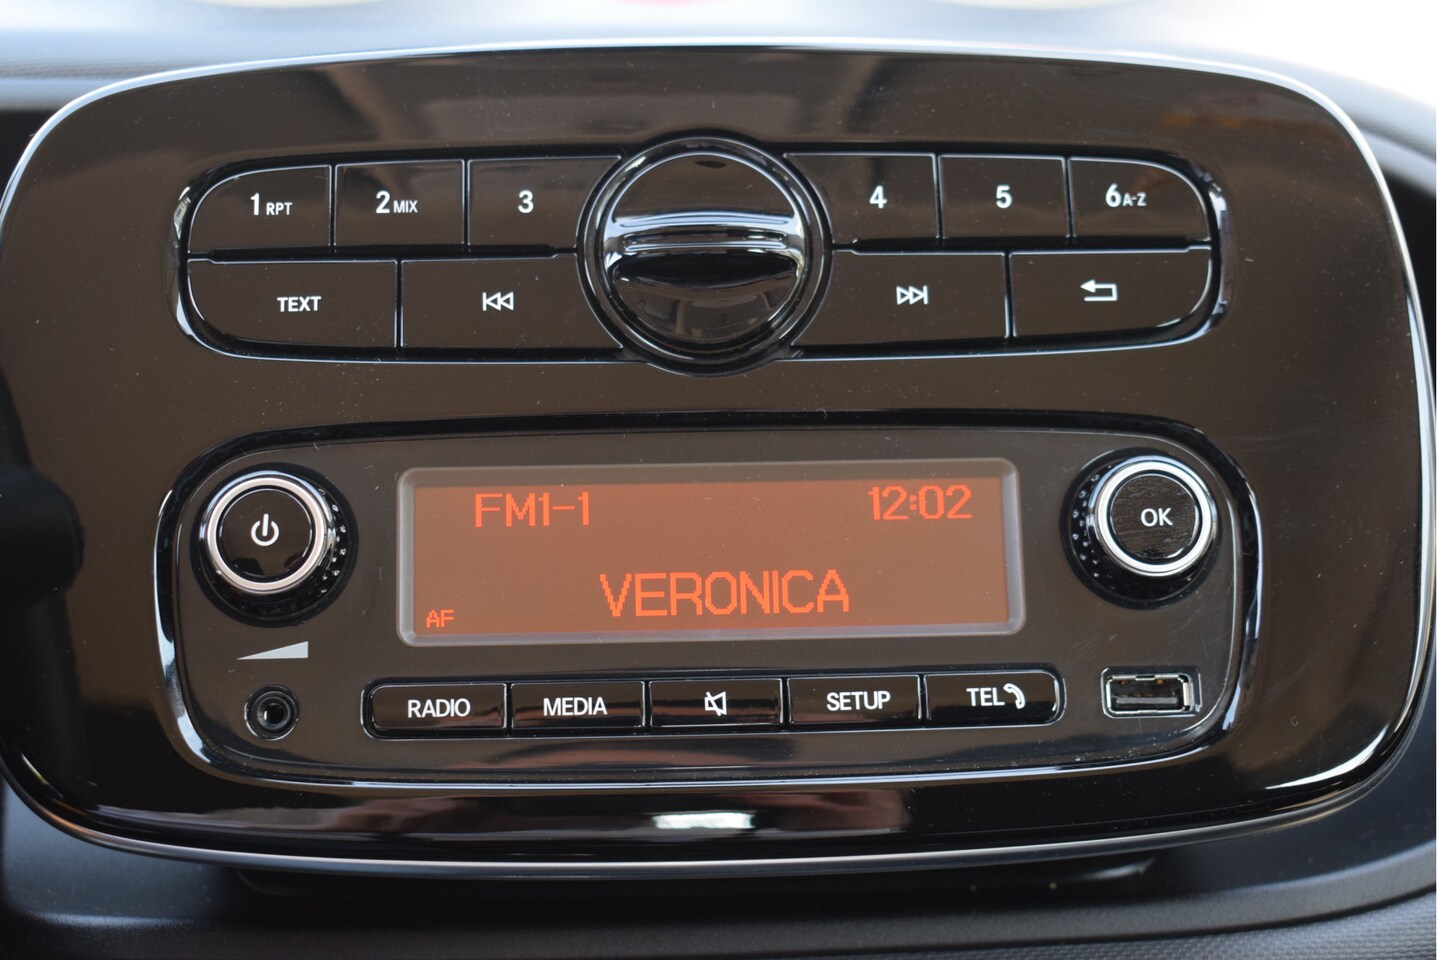 1 RPT 2 MIX 3 4 5 6 A-Z
TEXT
FM1-1 12:02
VERONICA
AF
OK
RADIO MEDIA SETUP TEL